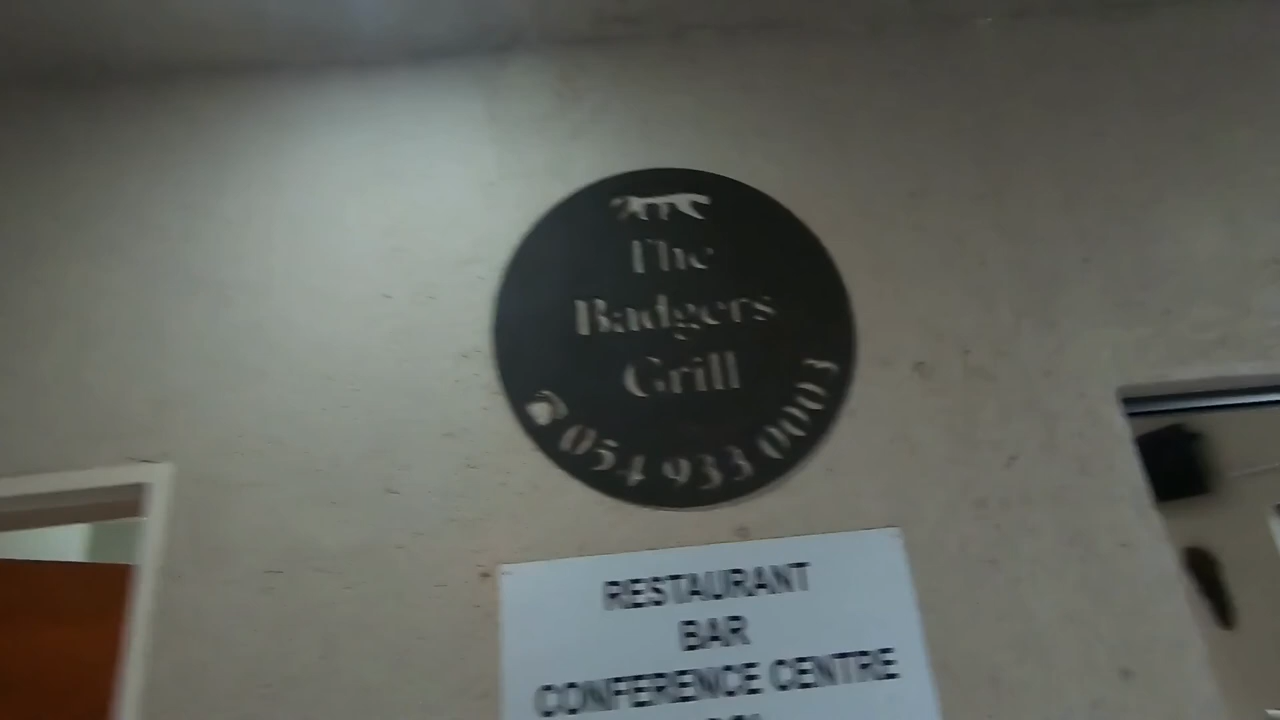 The
Badgers
Grill
054 933 0003
RESTAURANT
BAR
CONFERENCE CENTRE